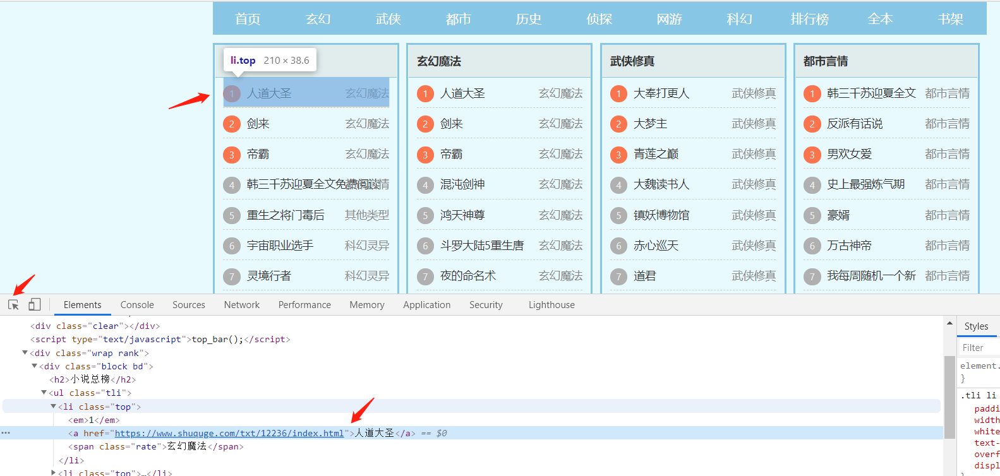 首页 玄幻 武侠 都市 历史 侦探 网游 科幻 排行榜 全本 书架
li.top 210 × 38.6
玄幻魔法
武侠修真
都市言情
1 人道大圣 玄幻魔法
2 剑来 玄幻魔法
3 帝霸 玄幻魔法
4 韩三千苏迎夏全文免费阅读
5 重生之将门毒后 其他类型
6 宇宙职业选手 科幻灵异
7 灵境行者 科幻灵异
1 人道大圣 玄幻魔法
2 剑来 玄幻魔法
3 帝霸 玄幻魔法
4 混沌剑神 玄幻魔法
5 鸿天神尊 玄幻魔法
6 斗罗大陆5重生唐 玄幻魔法
7 夜的命名术 玄幻魔法
1 大奉打更人 武侠修真
2 大梦主 武侠修真
3 青莲之巅 武侠修真
4 大魏读书人 武侠修真
5 镇妖博物馆 武侠修真
6 赤心巡天 武侠修真
7 道君 武侠修真
1 韩三千苏迎夏全文 都市言情
2 反派有话说 都市言情
3 男欢女爱 都市言情
4 史上最强炼气期 都市言情
5 豪婿 都市言情
6 万古神帝 都市言情
7 我每周随机一个新 都市言情
Elements Console Sources Network Performance Memory Application Security Lighthouse
<div class="clear"></div>
<script type="text/javascript">top_bar();</script>
<div class="wrap rank">
<div class="block bd">
<h2>小说总榜</h2>
<ul class="tli">
<li class="top">
<em>1</em>
<a href="https://www.shuquge.com/txt/12236/index.html">人道大圣</a> == $0
<span class="rate">玄幻魔法</span>
</li>
<li class="top">…</li>
Styles
Filter
element.
}
.tli li
paddi
width
white
text-
overf
displ